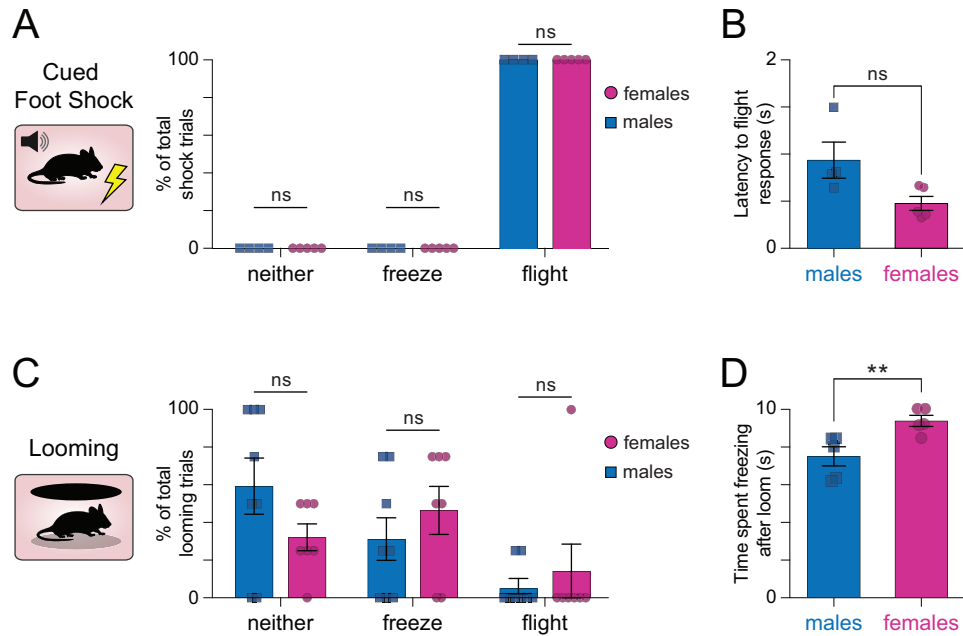 A
Cued
Foot Shock
% of total
shock trials
100
0
ns
ns
ns
neither
freeze
flight
females
males
B
Latency to flight
response (s)
2
0
ns
males
females
C
Looming
% of total
looming trials
100
0
ns
ns
ns
neither
freeze
flight
females
males
D
Time spent freezing
after loom (s)
10
0
**
males
females